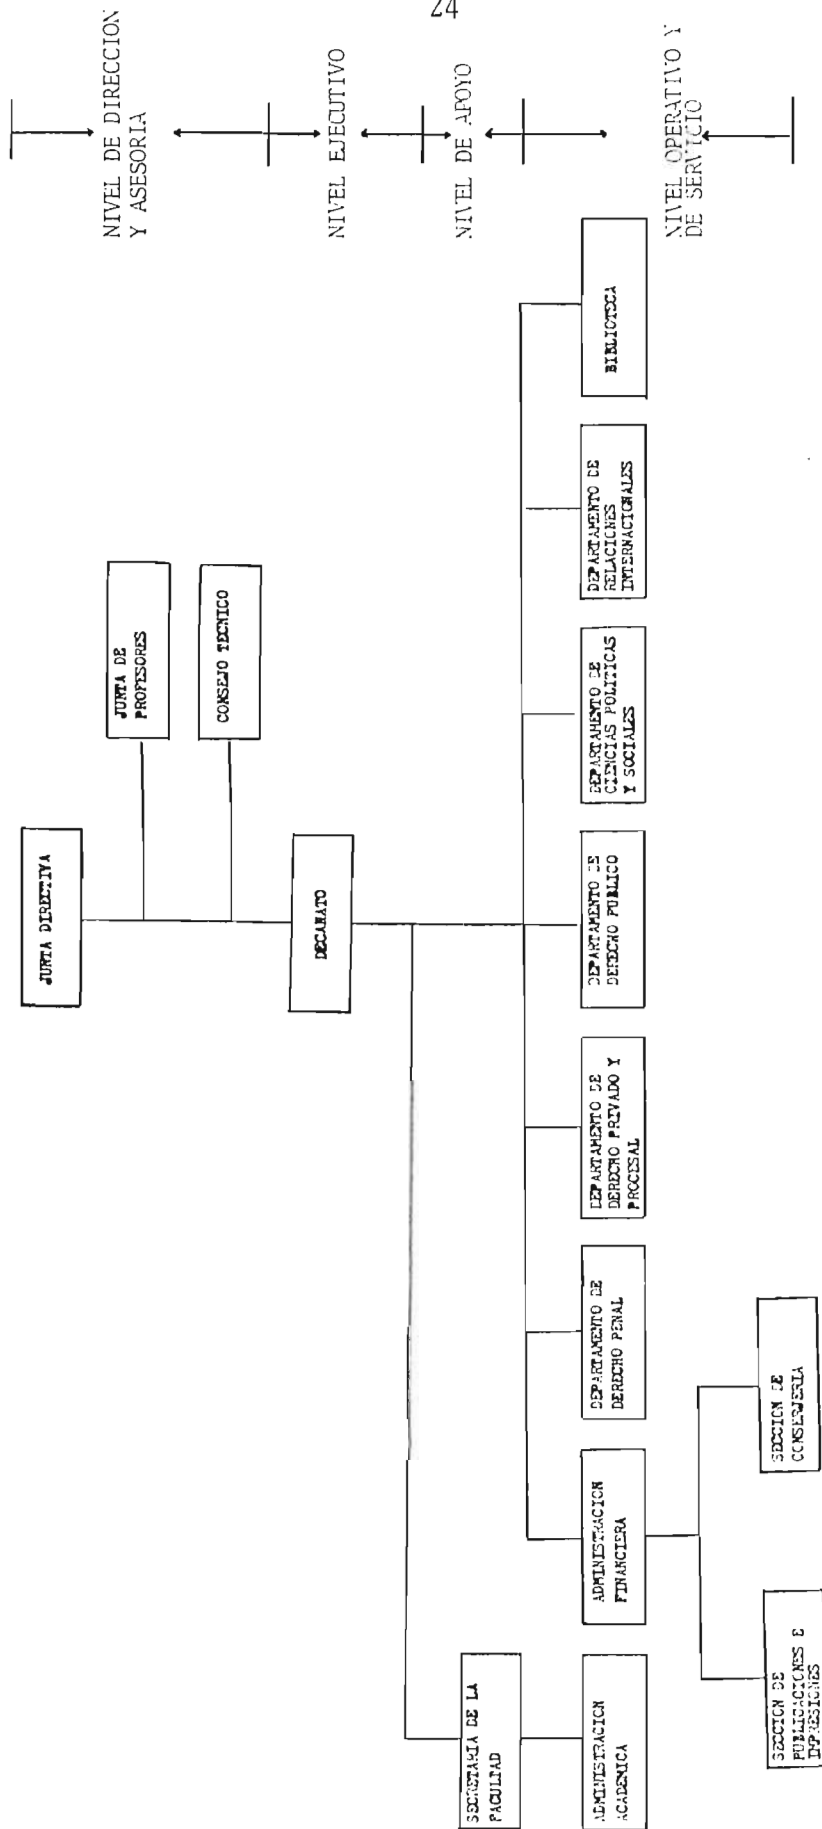 24
NIVEL DE DIRECCION
Y ASESORIA
NIVEL EJECUTIVO
NIVEL DE APOYO
NIVEL OPERATIVO Y
DE SERVICIO
JUNTA DIRECTIVA
JUNTA DE
PROFESORES
CONSEJO TECNICO
DECANATO
SECRETARIA DE LA
FACULTAD
ADMINISTRACION
ACADEMICA
ADMINISTRACION
FINANCIERA
DEPARTAMENTO DE
DERECHO PENAL
DEPARTAMENTO DE
DERECHO PRIVADO Y
PROCESAL
DEPARTAMENTO DE
DERECHO PUBLICO
DEPARTAMENTO DE
CIENCIAS POLITICAS
Y SOCIALES
DEPARTAMENTO DE
RELACIONES
INTERNACIONALES
BIBLIOTECA
SECCION DE
PUBLICACIONES E
IMPRESIONES
SECCION DE
CONSERJERIA